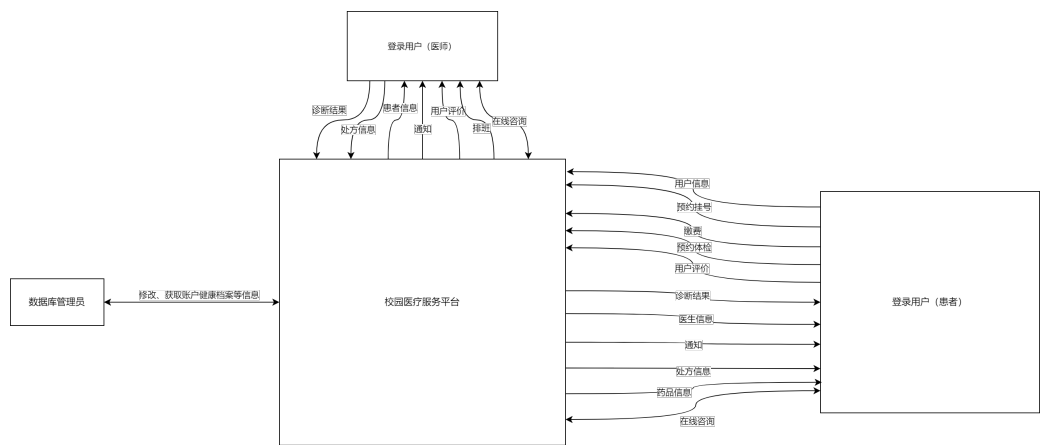 登录用户（医师）
诊断结果
处方信息
患者信息
通知
用户评价
排班
在线咨询
用户信息
预约挂号
缴费
预约体检
用户评价
数据库管理员
修改、获取账户健康档案等信息
校园医疗服务平台
诊断结果
登录用户（患者）
医生信息
通知
处方信息
药品信息
在线咨询